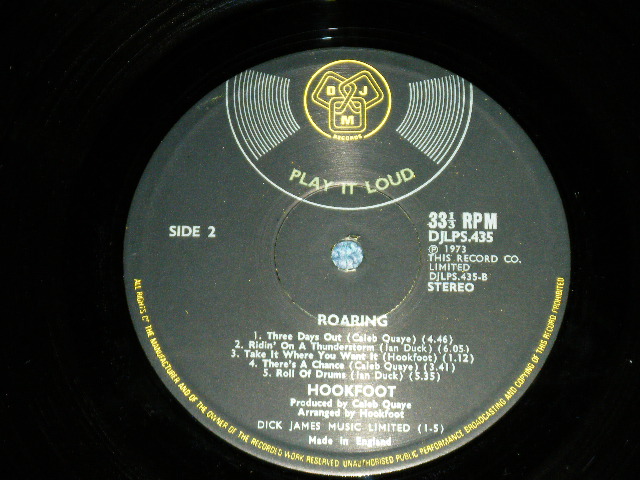 D J M
RECORDS
PLAY IT LOUD
SIDE 2
33⅓ RPM
DJLPS.435
℗ 1973
THIS RECORD CO.
LIMITED
DJLPS.435-B
STEREO
ROARING
1. Three Days Out (Caleb Quaye) (4.46)
2. Ridin' On A Thunderstorm (Ian Duck) (6.05)
3. Take It Where You Want It (Hookfoot) (1.12)
4. There's A Chance (Caleb Quaye) (3.41)
5. Roll Of Drums (Ian Duck) (5.35)
HOOKFOOT
Produced by Caleb Quaye
Arranged by Hookfoot
DICK JAMES MUSIC LIMITED (1-5)
Made in England
ALL RIGHTS OF THE MANUFACTURER AND OF THE OWNER OF THE RECORDED WORK RESERVED. UNAUTHORISED PUBLIC PERFORMANCE BROADCASTING AND COPYING OF THIS RECORD PROHIBITED